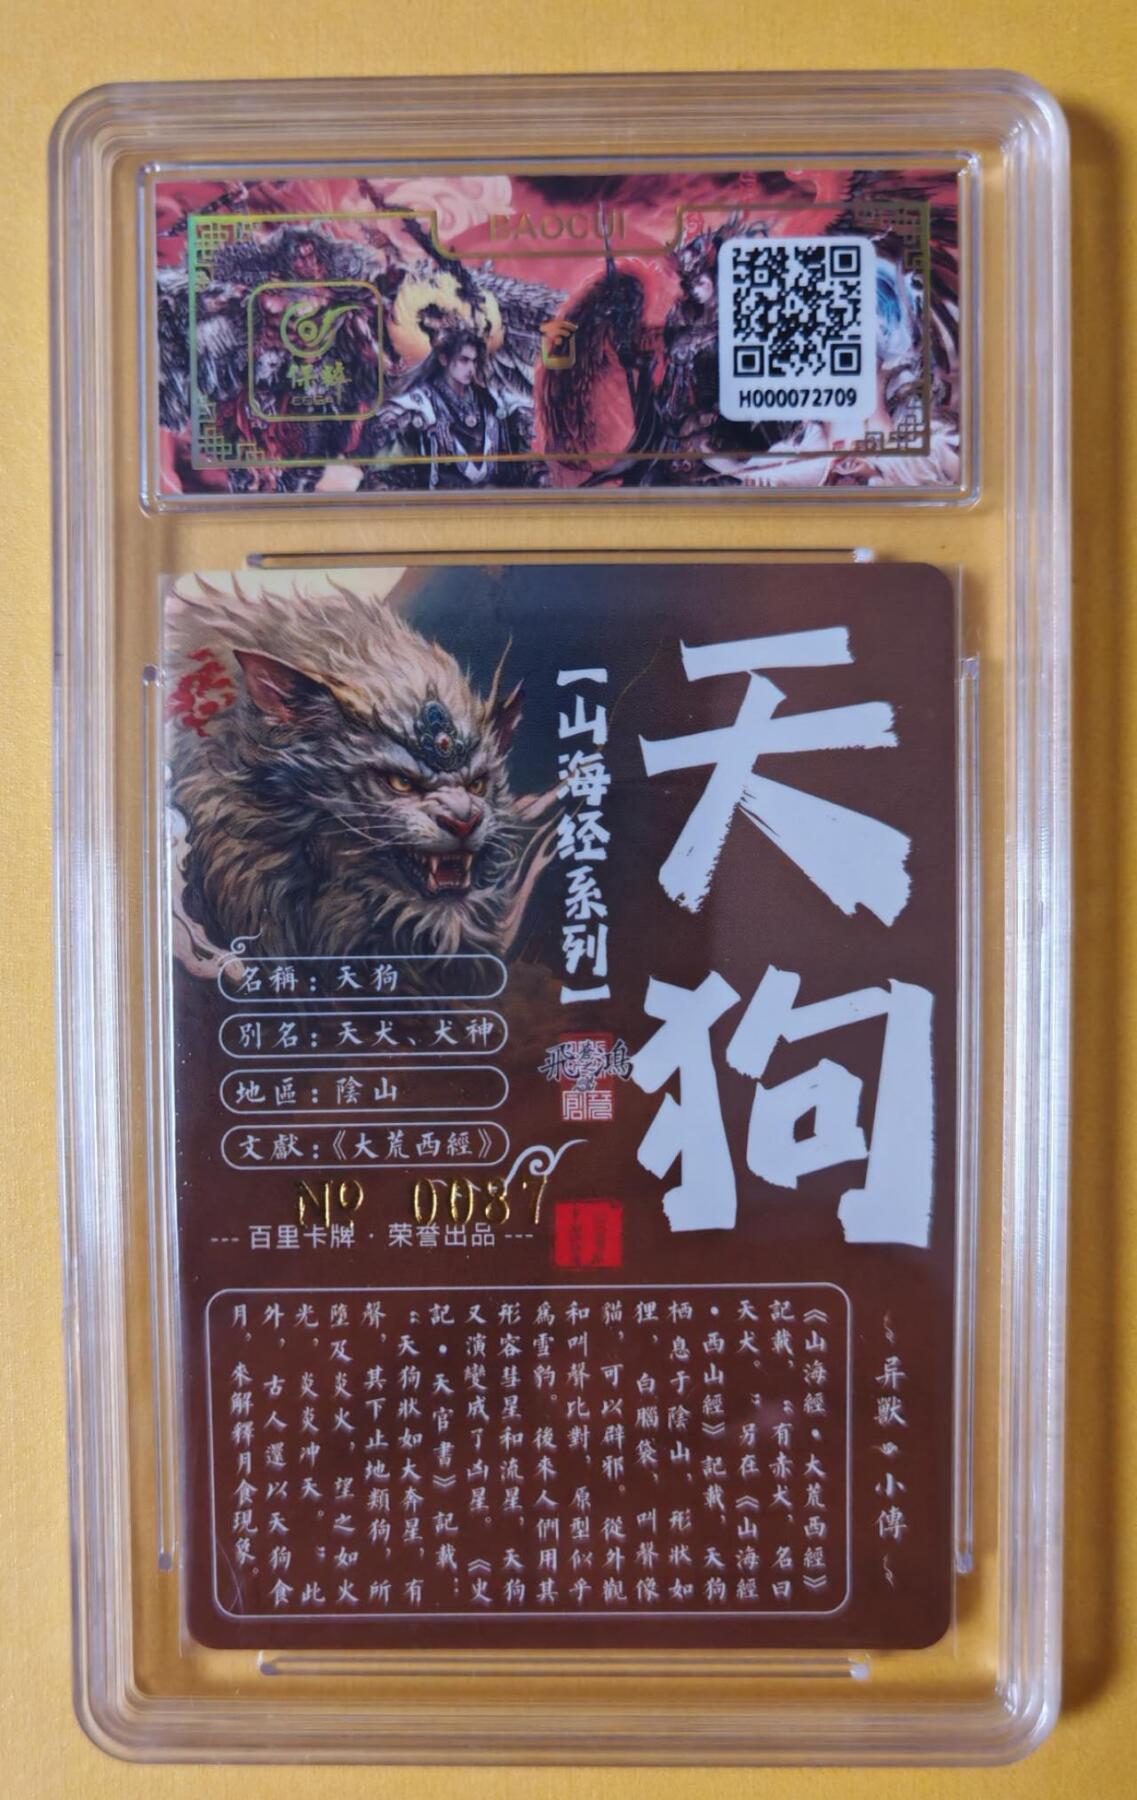 BAOCUI
保粹
H000072709
天狗
【山海经系列】
名稱：天狗
別名：天犬、犬神
地區：陰山
文獻：《大荒西經》
飛鴻
創意
№ 0087
--- 百里卡牌 · 荣誉出品 ---
异獸 小傳
《山海經·大荒西經》
記載，“有赤犬，名曰
天犬。”另在《山海經
·西山經》記載，天狗
栖息于陰山，形狀如
狸，白腦袋，叫聲像
貓，可以辟邪。從外觀
和叫聲比對，原型似乎
爲雪豹。後來人們用其
形容彗星和流星，天狗
又演變成了凶星。《史
記·天官書》記載：
“天狗狀如大奔星，有
聲，其下止地類狗，所
墮及炎火，望之如火
光，炎炎冲天。”此
外，古人還以天狗食
月，來解釋月食現象。